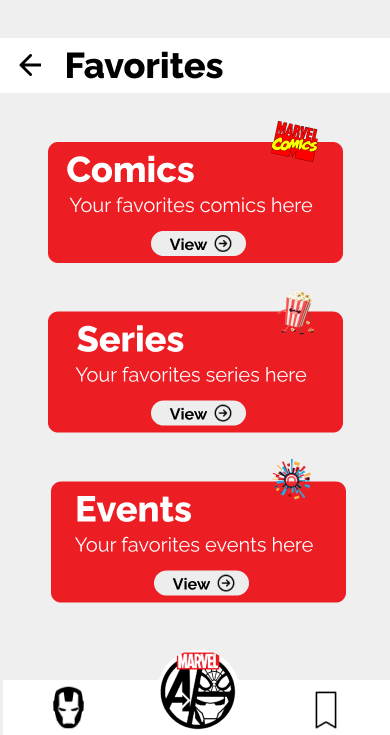 Favorites
MARVEL
COMICS
Comics
Your favorites comics here
View
Series
Your favorites series here
View
Events
Your favorites events here
View
MARVEL